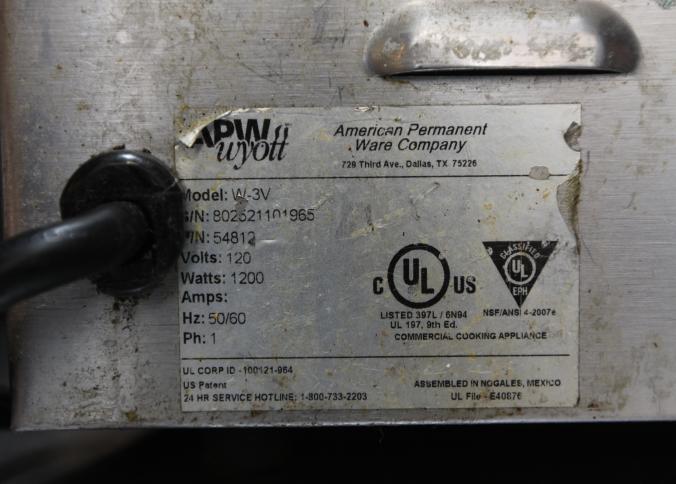 APW
wyott
American Permanent
Ware Company
729 Third Ave., Dallas, TX 75226
Model: W-3V
S/N: 802521101965
P/N: 54812
Volts: 120
Watts: 1200
Amps:
Hz: 50/60
Ph: 1
C UL US
LISTED 397L / 6N94
UL 197, 9th Ed.
CLASSIFIED
UL
EPH
NSF/ANSI 4-2007e
COMMERCIAL COOKING APPLIANCE
UL CORP ID - 100121-964
US Patent
24 HR SERVICE HOTLINE: 1-800-733-2203
ASSEMBLED IN NOGALES, MEXICO
UL File - E40876